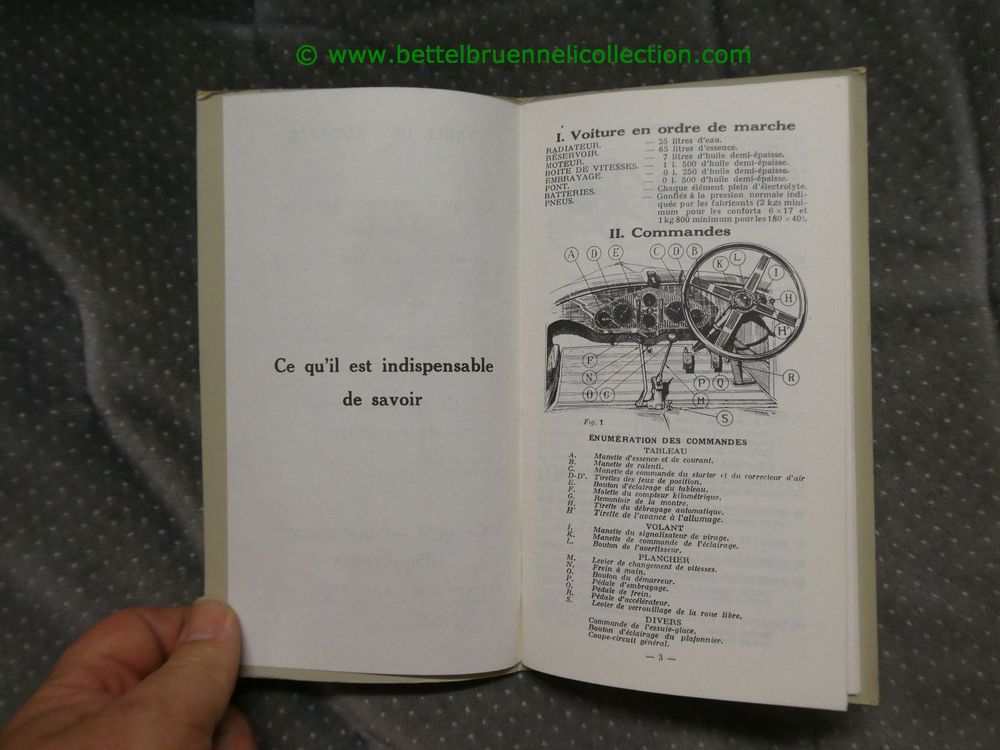 © www.bettelbruennelicollection.com
Ce qu'il est indispensable
de savoir
I. Voiture en ordre de marche
RADIATEUR. — 25 litres d'eau.
RÉSERVOIR. — 65 litres d'essence.
MOTEUR. — 7 litres d'huile demi-épaisse.
BOITE DE VITESSES. — 1 l. 500 d'huile demi-épaisse.
EMBRAYAGE. — 0 l. 250 d'huile demi-épaisse.
PONT. — 0 l. 500 d'huile demi-épaisse.
BATTERIES. — Chaque élément plein d'électrolyte.
PNEUS. — Gonflés à la pression normale indi-
quée par les fabricants (2 kgs mini-
mum pour les conforts 6 × 17 et
1 kg 800 minimum pour les 180 × 40).
II. Commandes
A D E C D B L K I H H' F N O G P Q M R S
Fig. 1
ÉNUMÉRATION DES COMMANDES
TABLEAU
A. Manette d'essence et de courant.
B. Manette de ralenti.
C. Manette de commande du starter et du correcteur d'air
D-D'. Tirettes des feux de position.
E. Bouton d'éclairage du tableau.
F. Molette du compteur kilométrique.
G. Remontoir de la montre.
H. Tirette du débrayage automatique.
H' Tirette de l'avance à l'allumage.
VOLANT
I. Manette du signalisateur de virage.
K. Manette de commande de l'éclairage.
L. Bouton de l'avertisseur.
PLANCHER
M. Levier de changement de vitesses.
N. Frein à main.
O. Bouton du démarreur.
P. Pédale d'embrayage.
Q. Pédale de frein.
R. Pédale d'accélérateur.
S. Levier de verrouillage de la roue libre.
DIVERS
Commande de l'essuie-glace.
Bouton d'éclairage du plafonnier.
Coupe-circuit général.
— 3 —